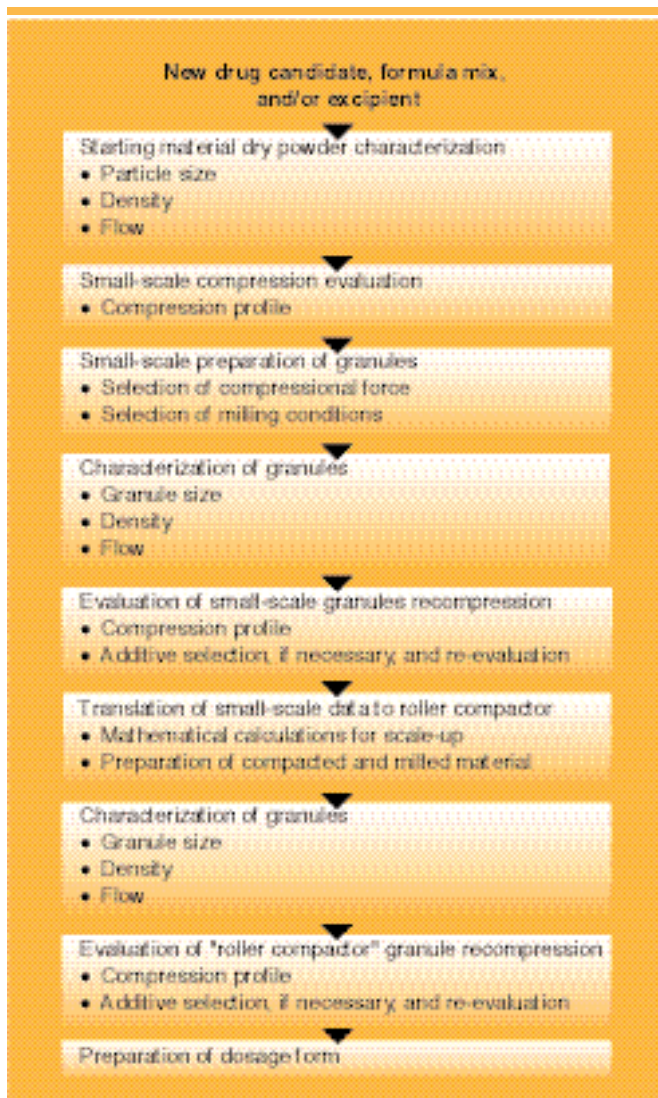 New drug candidate, formula mix,
and/or excipient
Starting material dry powder characterization
• Particle size
• Density
• Flow
Small-scale compression evaluation
• Compression profile
Small-scale preparation of granules
• Selection of compressional force
• Selection of milling conditions
Characterization of granules
• Granule size
• Density
• Flow
Evaluation of small-scale granules recompression
• Compression profile
• Additive selection, if necessary, and re-evaluation
Translation of small-scale data to roller compactor
• Mathematical calculations for scale-up
• Preparation of compacted and milled material
Characterization of granules
• Granule size
• Density
• Flow
Evaluation of "roller compactor" granule recompression
• Compression profile
• Additive selection, if necessary, and re-evaluation
Preparation of dosage form